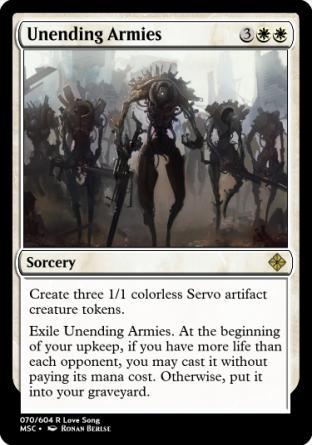 Unending Armies 3
Sorcery
Create three 1/1 colorless Servo artifact
creature tokens.
Exile Unending Armies. At the beginning
of your upkeep, if you have more life than
each opponent, you may cast it without
paying its mana cost. Otherwise, put it
into your graveyard.
070/604 R Love Song
MSC • Ronan Berlse